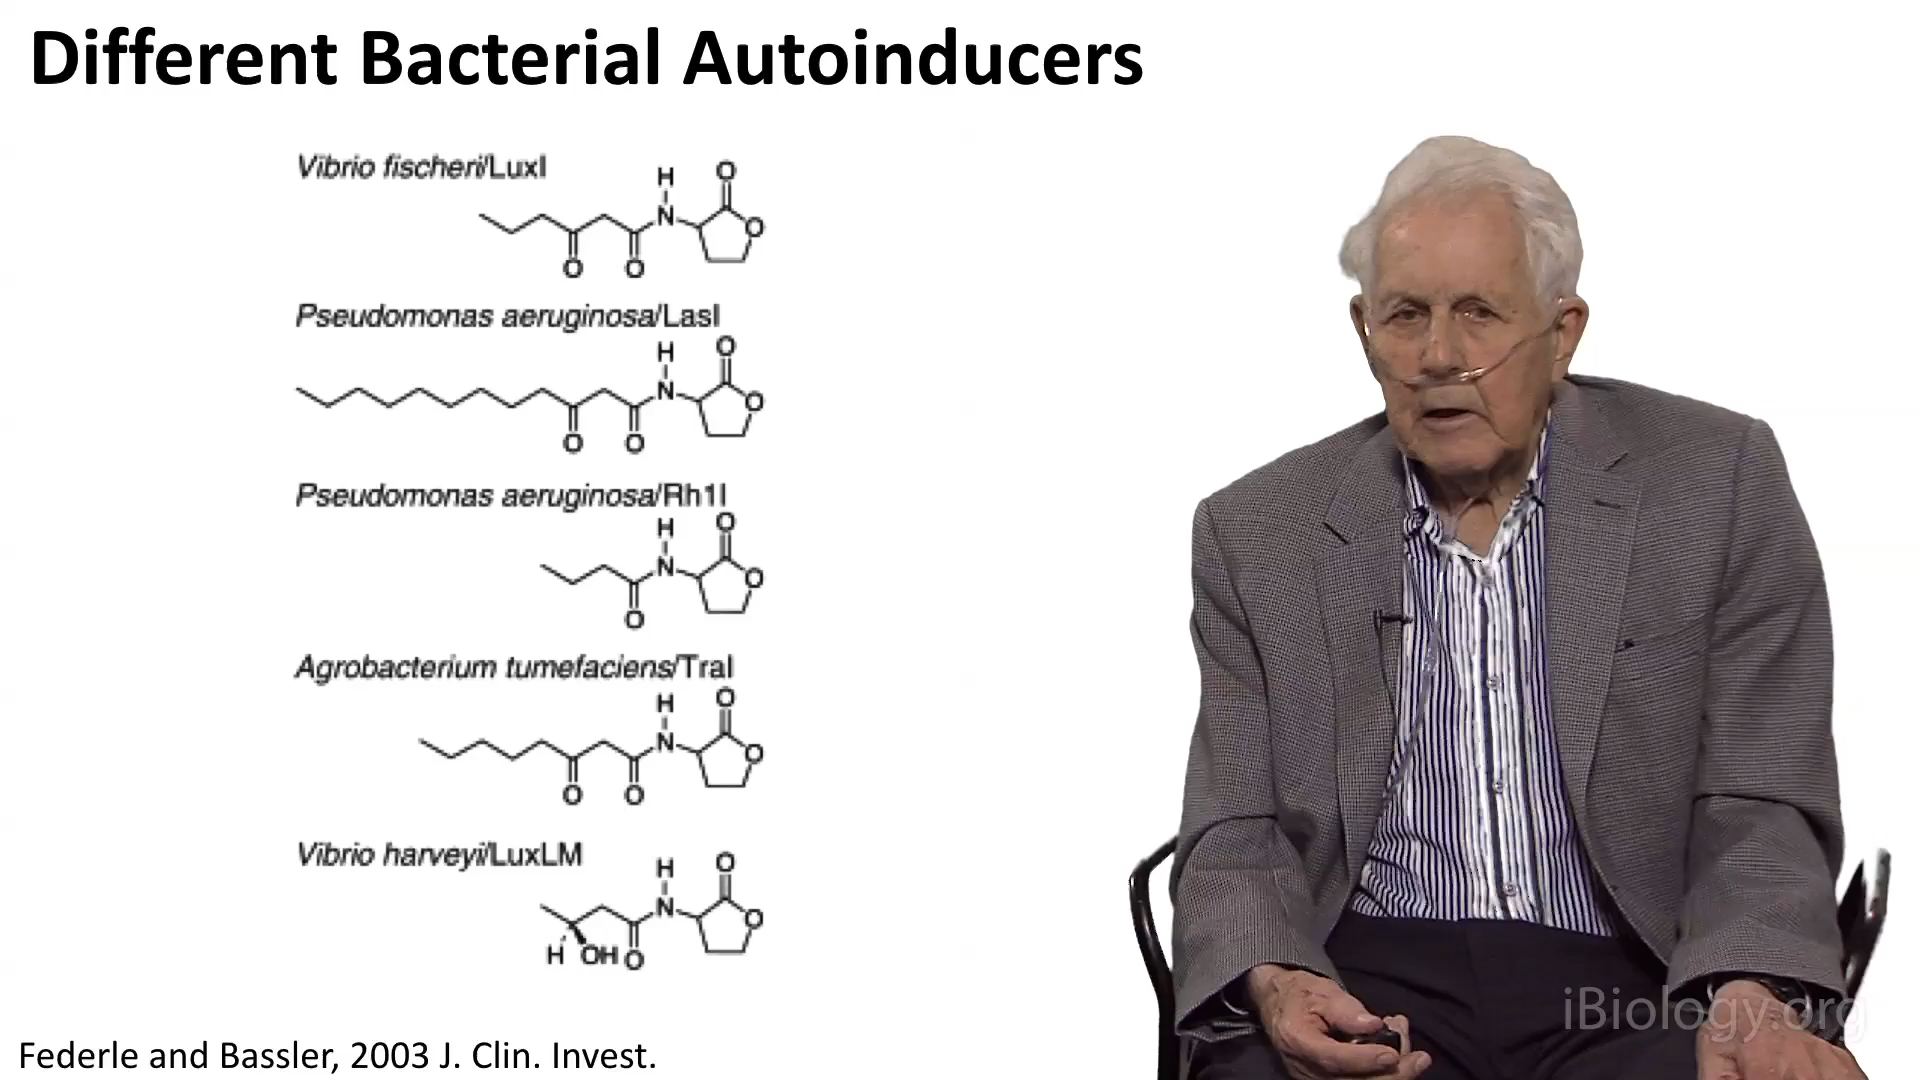 Different Bacterial Autoinducers
Vibrio fischeri/LuxI
H
O
N
O
O
O
Pseudomonas aeruginosa/LasI
H
O
N
O
O
O
Pseudomonas aeruginosa/Rh1I
H
O
N
O
O
Agrobacterium tumefaciens/TraI
H
O
N
O
O
O
Vibrio harveyi/LuxLM
H
O
N
O
H OH O
iBiology.org
Federle and Bassler, 2003 J. Clin. Invest.